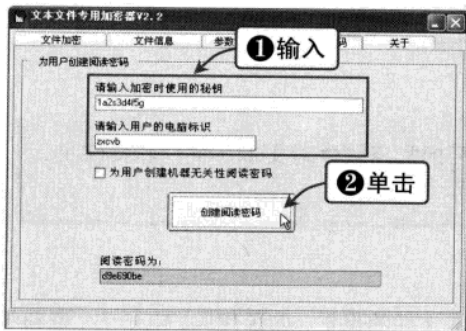 文本文件专用加密器V2.2
文件加密 文件信息 参数 码 关于
❶输入
为用户创建阅读密码
请输入加密时使用的秘钥
1a2s3d4f5g
请输入用户的电脑标识
zxcvb
为用户创建机器无关性阅读密码
❷单击
创建阅读密码
阅读密码为:
d9e690be